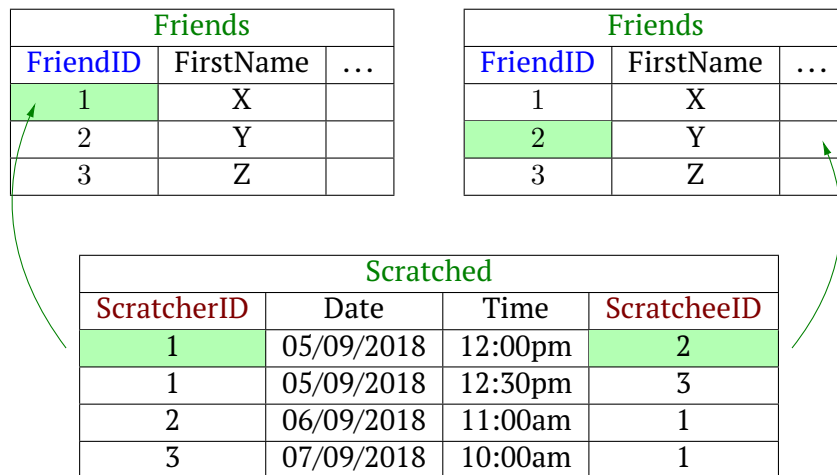 Friends
FriendID FirstName ...
1 X
2 Y
3 Z
Friends
FriendID FirstName ...
1 X
2 Y
3 Z
Scratched
ScratcherID Date Time ScratcheeID
1 05/09/2018 12:00pm 2
1 05/09/2018 12:30pm 3
2 06/09/2018 11:00am 1
3 07/09/2018 10:00am 1